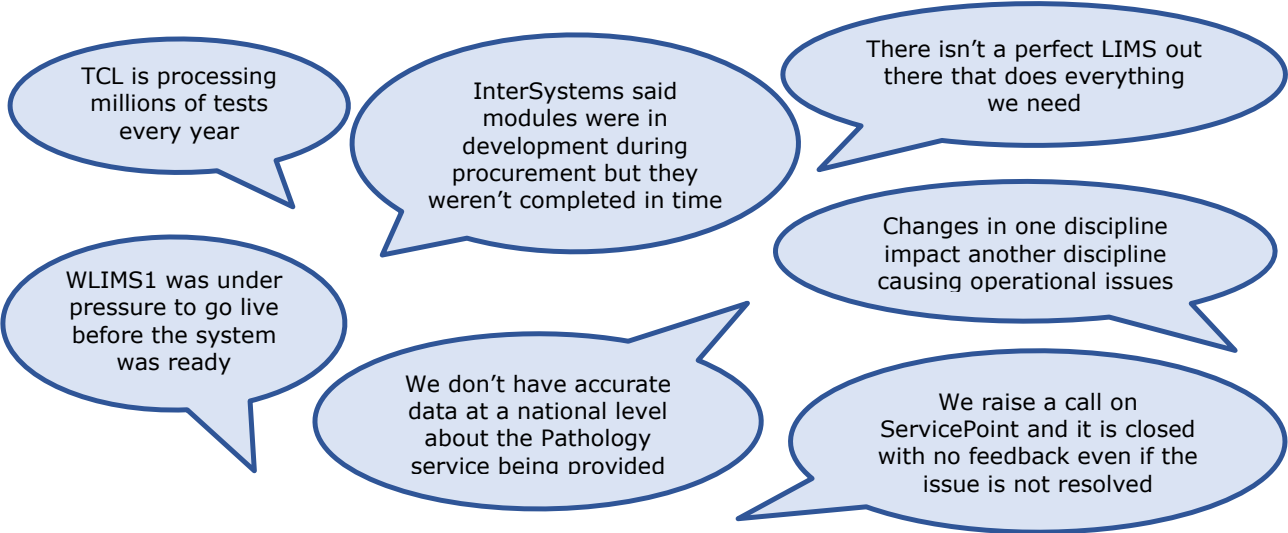 TCL is processing
millions of tests
every year
InterSystems said
modules were in
development during
procurement but they
weren’t completed in time
There isn’t a perfect LIMS out
there that does everything
we need
Changes in one discipline
impact another discipline
causing operational issues
WLIMS1 was under
pressure to go live
before the system
was ready
We don’t have accurate
data at a national level
about the Pathology
service being provided
We raise a call on
ServicePoint and it is closed
with no feedback even if the
issue is not resolved